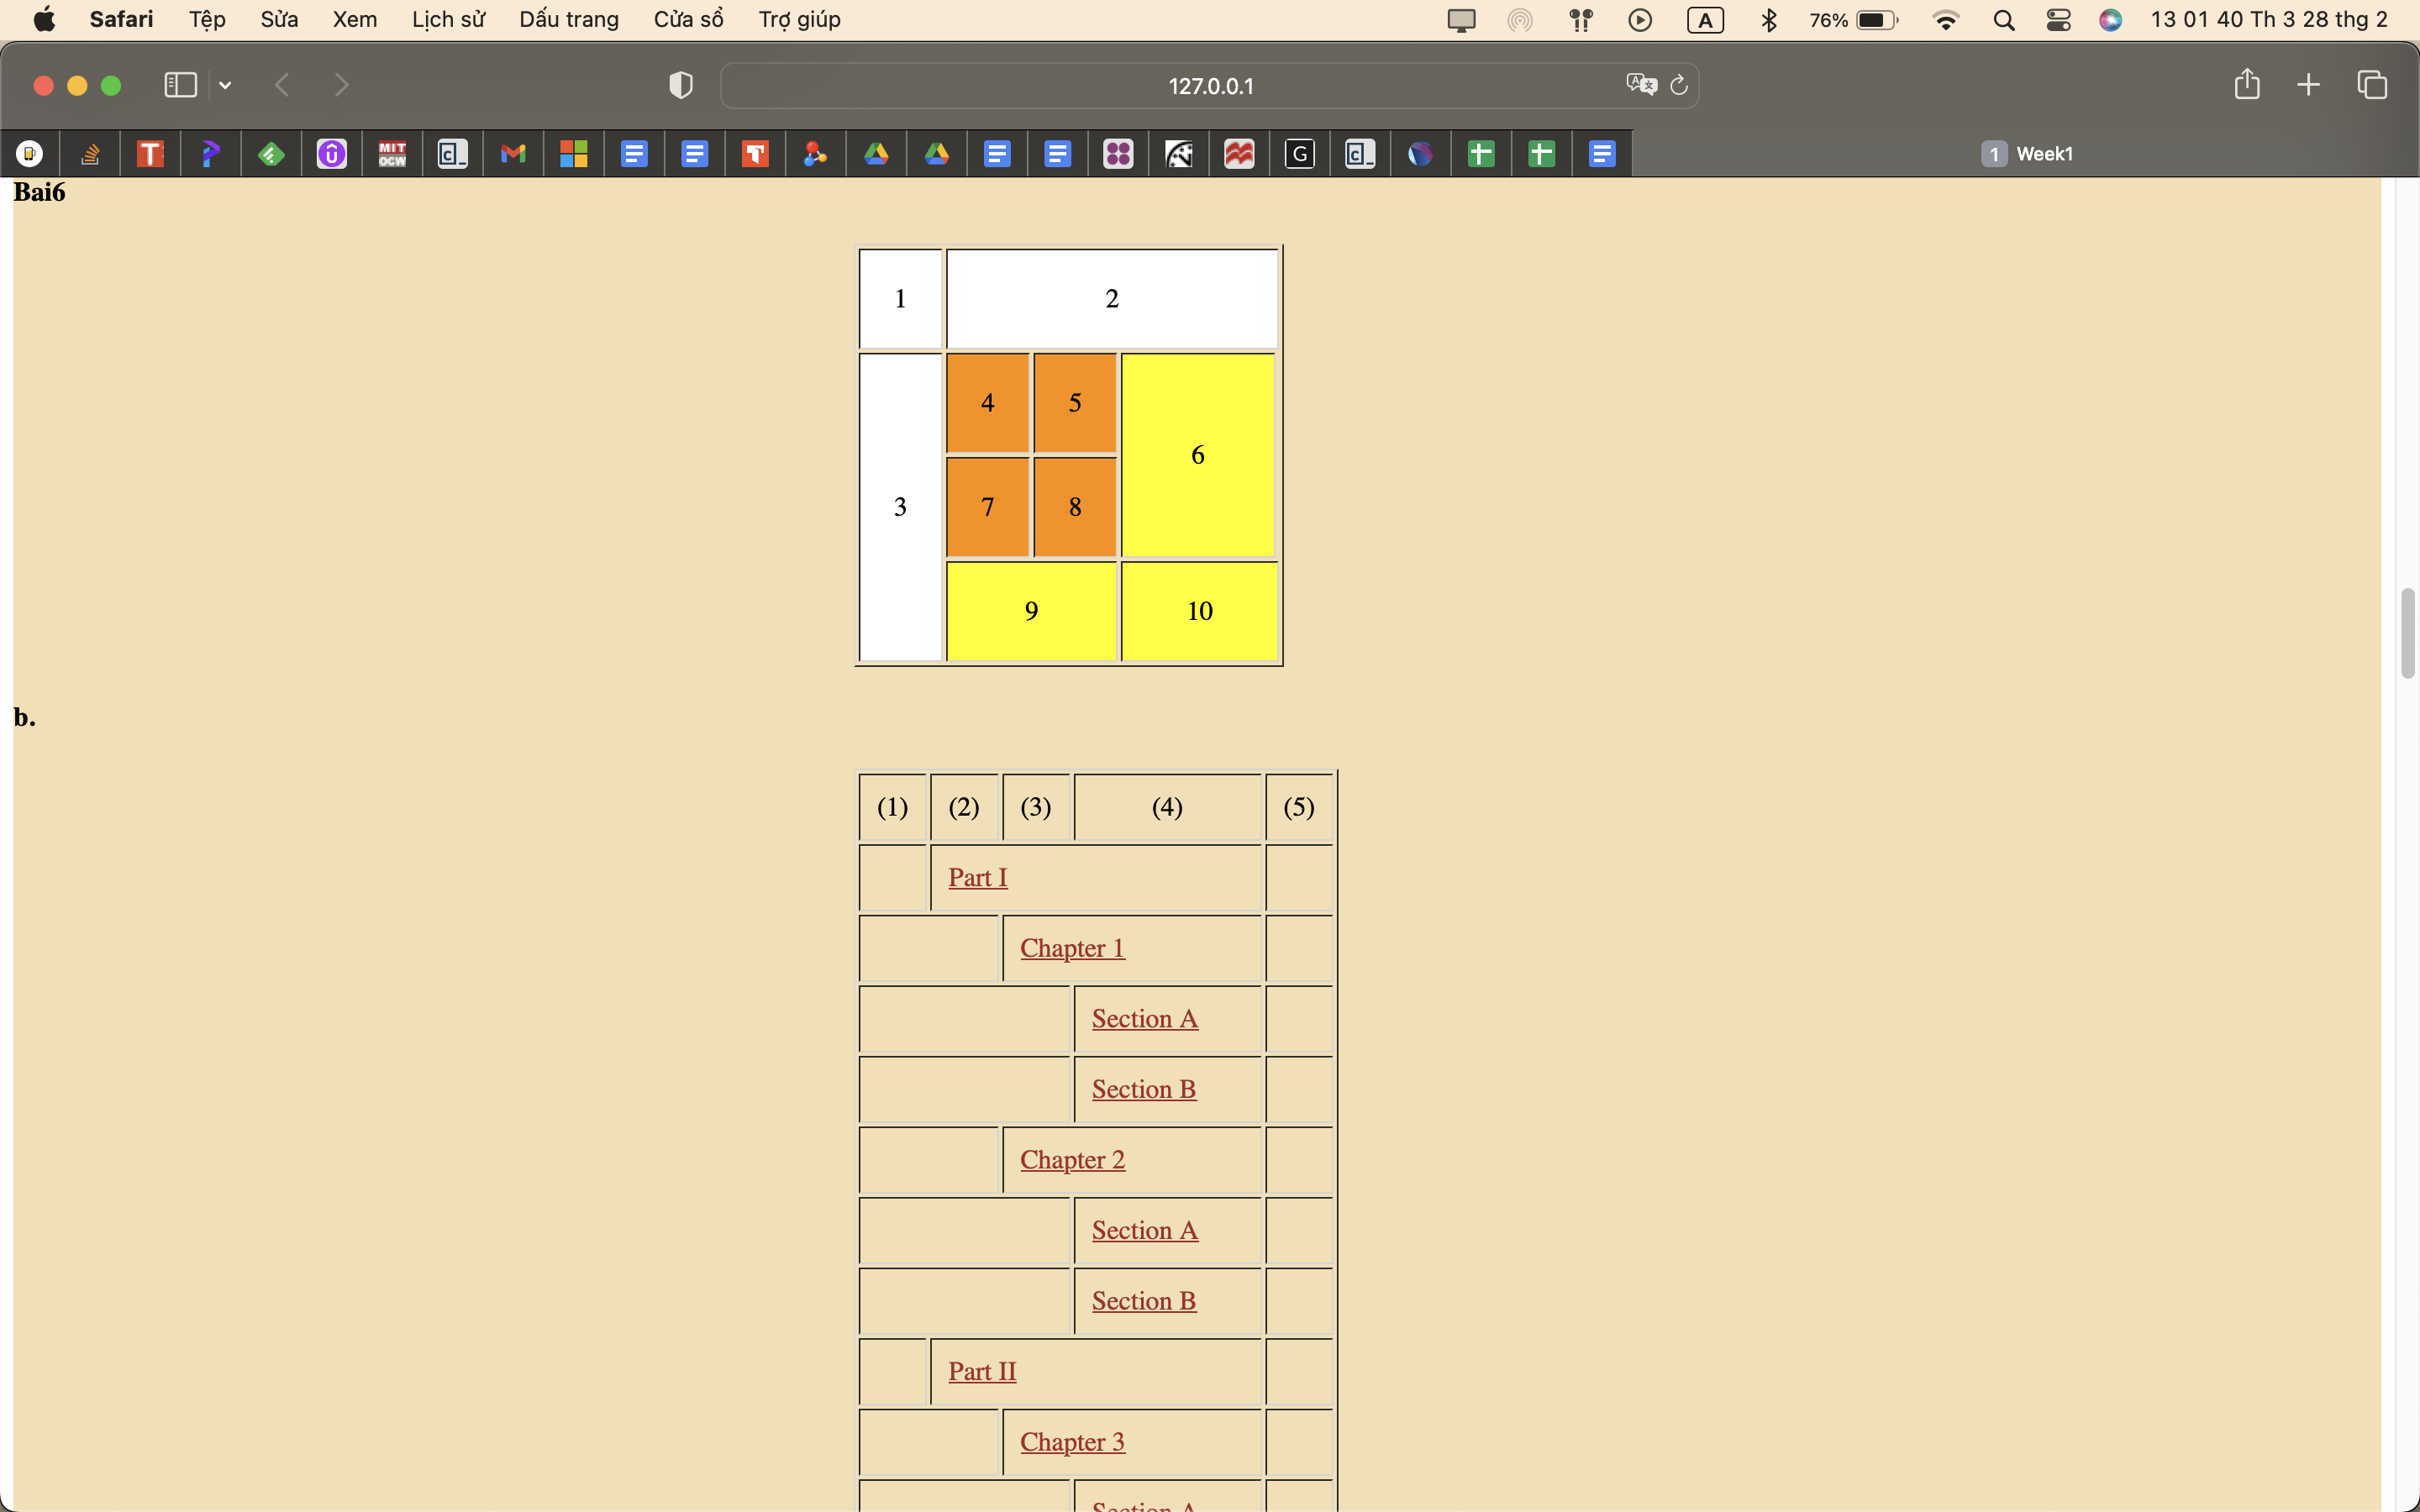 Safari Tệp Sửa Xem Lịch sử Dấu trang Cửa sổ Trợ giúp A 76% 13 01 40 Th 3 28 thg 2
127.0.0.1
MIT OCW G 1 Week1
Bai6
1 2
4 5
6
3 7 8
9 10
b.
(1) (2) (3) (4) (5)
Part I
Chapter 1
Section A
Section B
Chapter 2
Section A
Section B
Part II
Chapter 3
Section A